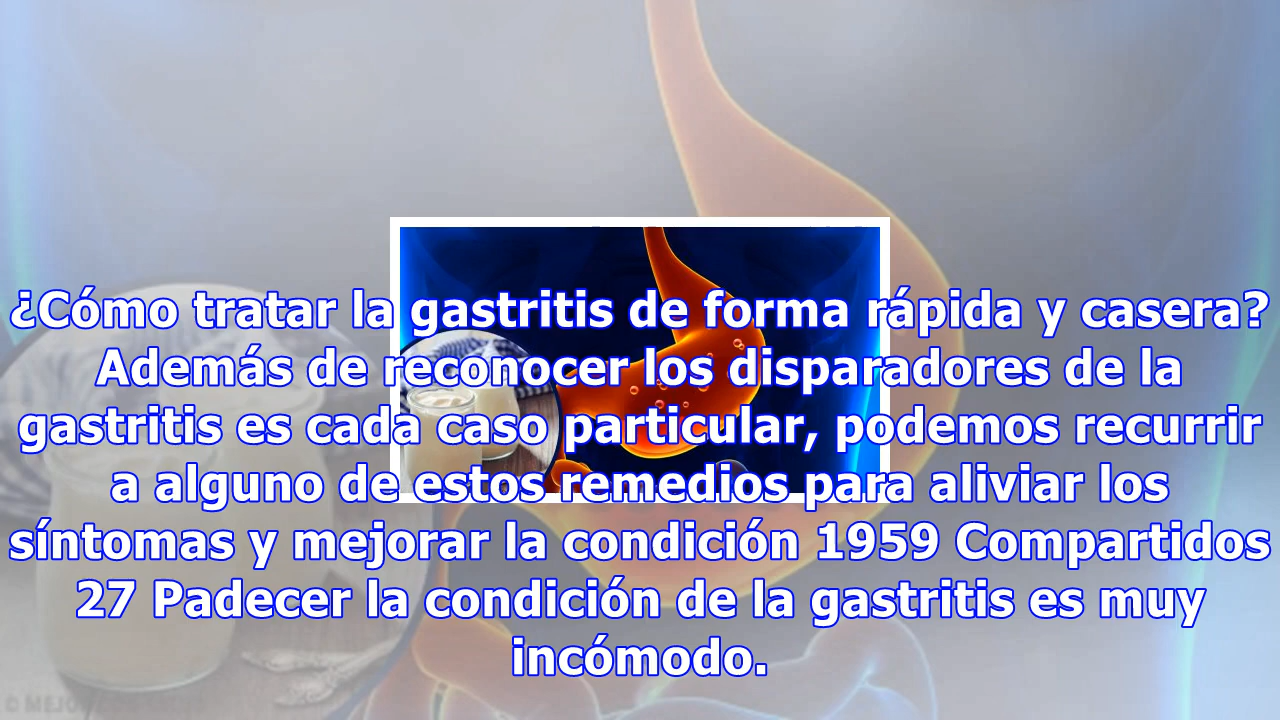 ¿Cómo tratar la gastritis de forma rápida y casera?
Además de reconocer los disparadores de la
gastritis es cada caso particular, podemos recurrir
a alguno de estos remedios para aliviar los
síntomas y mejorar la condición 1959 Compartidos
27 Padecer la condición de la gastritis es muy
incómodo.